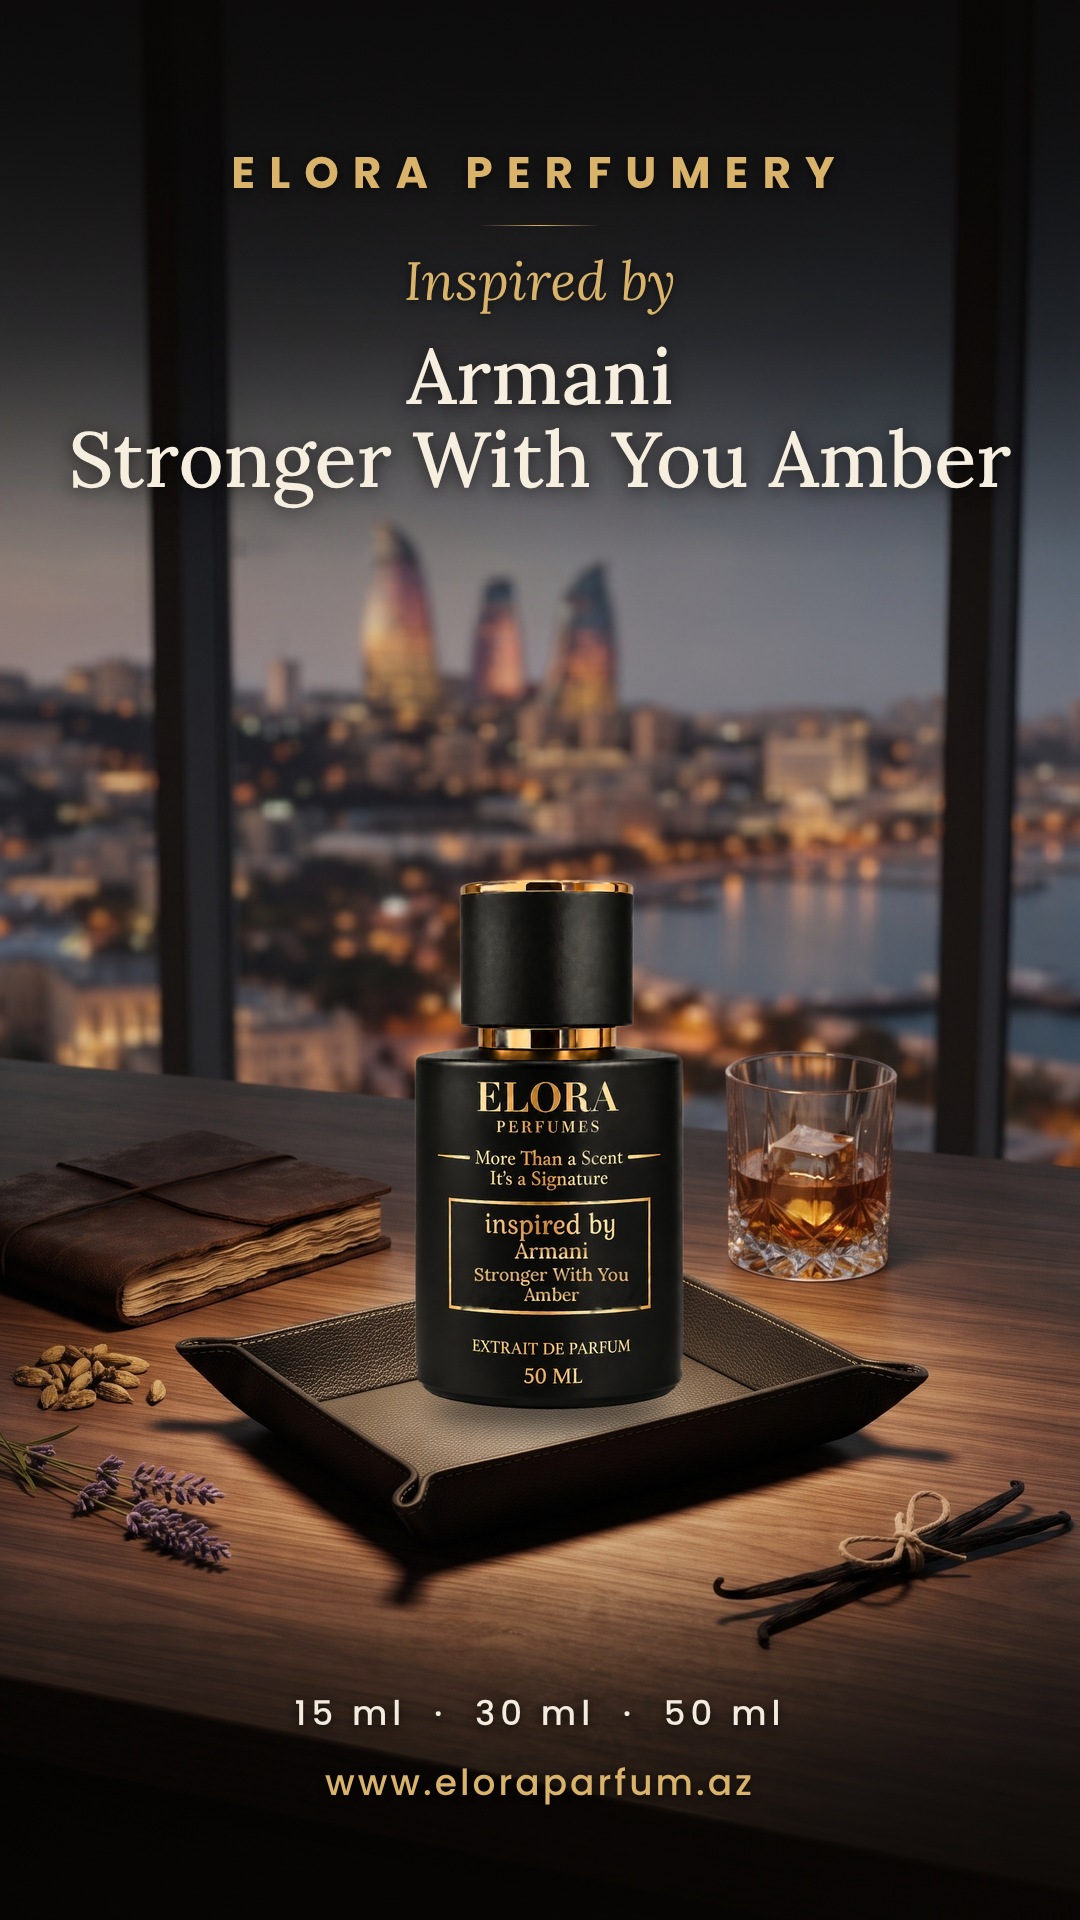 ELORA PERFUMERY
Inspired by
Armani
Stronger With You Amber
ELORA
PERFUMES
More Than a Scent
It's a Signature
inspired by
Armani
Stronger With You
Amber
EXTRAIT DE PARFUM
50 ML
15 ml · 30 ml · 50 ml
www.eloraparfum.az